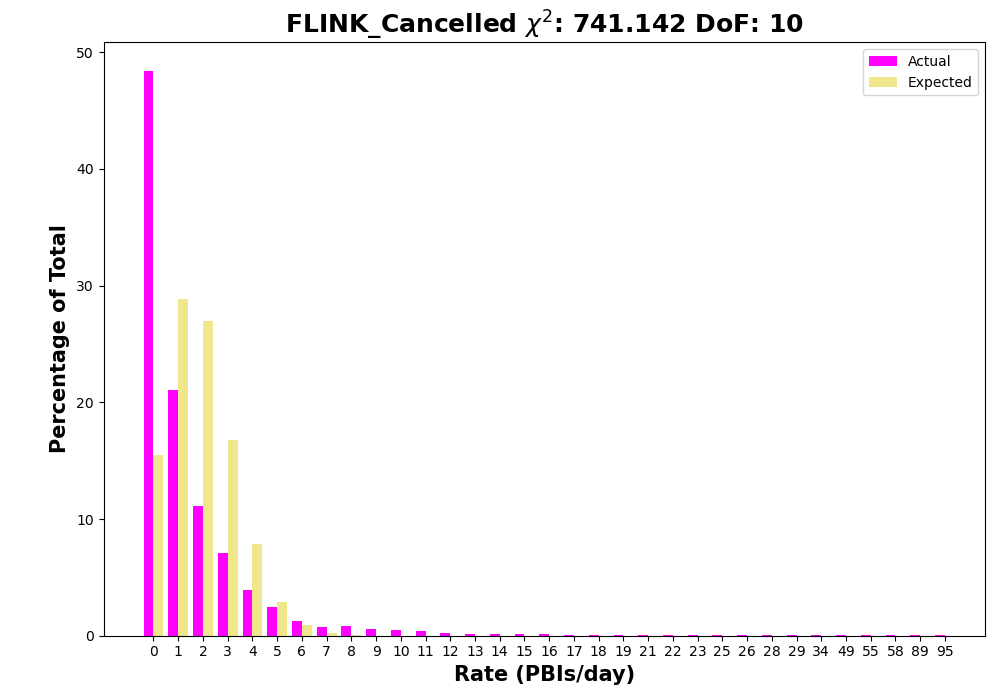 FLINK_Cancelled χ²: 741.142 DoF: 10
Actual
Expected
50
40
30
20
10
0
Percentage of Total
0 1 2 3 4 5 6 7 8 9 10 11 12 13 14 15 16 17 18 19 21 22 23 25 26 28 29 34 49 55 58 89 95
Rate (PBIs/day)